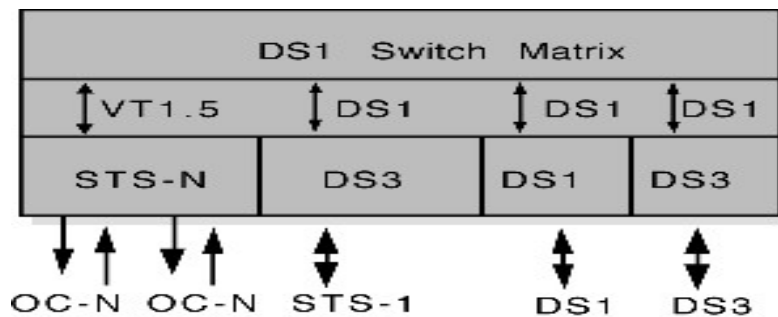 DS1 Switch Matrix
VT1.5 DS1 DS1 DS1
STS-N DS3 DS1 DS3
OC-N OC-N STS-1 DS1 DS3